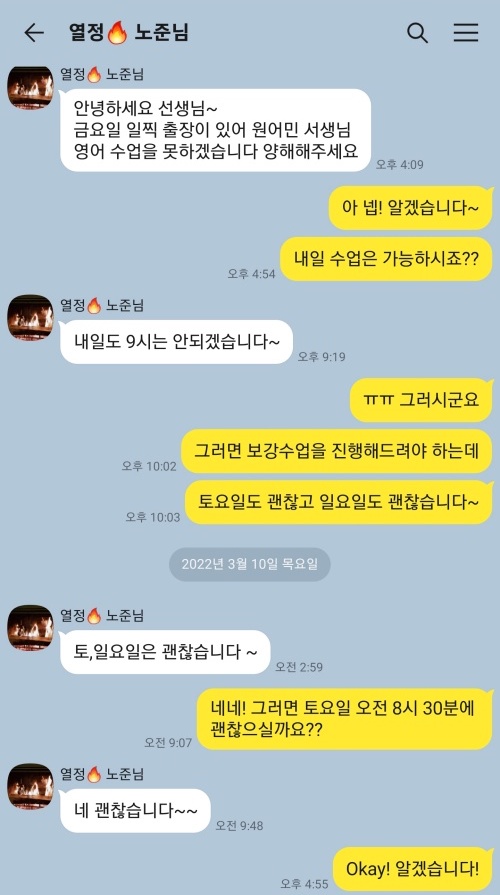 열정🔥 노준님
열정🔥 노준님
안녕하세요 선생님~
금요일 일찍 출장이 있어 원어민 서생님
영어 수업을 못하겠습니다 양해해주세요
오후 4:09
아 넵! 알겠습니다~
내일 수업은 가능하시죠??
오후 4:54
열정🔥 노준님
내일도 9시는 안되겠습니다~
오후 9:19
ㅠㅠ 그러시군요
그러면 보강수업을 진행해드려야 하는데
오후 10:02
토요일도 괜찮고 일요일도 괜찮습니다~
오후 10:03
2022년 3월 10일 목요일
열정🔥 노준님
토,일요일은 괜찮습니다 ~
오전 2:59
네네! 그러면 토요일 오전 8시 30분에
괜찮으실까요??
오전 9:07
열정🔥 노준님
네 괜찮습니다~~
오전 9:48
Okay! 알겠습니다!
오후 4:55